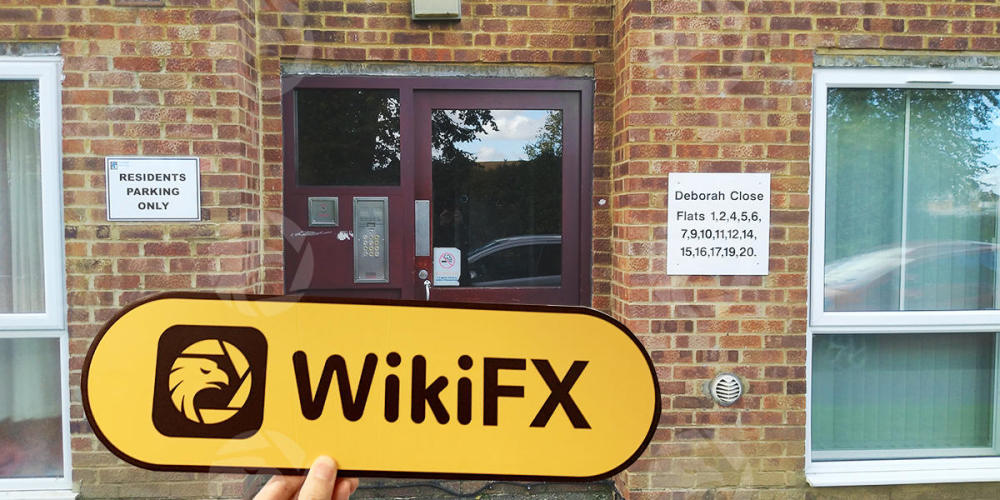 RESIDENTS
PARKING
ONLY
Deborah Close
Flats 1,2,4,5,6,
7,9,10,11,12,14,
15,16,17,19,20.
WikiFX